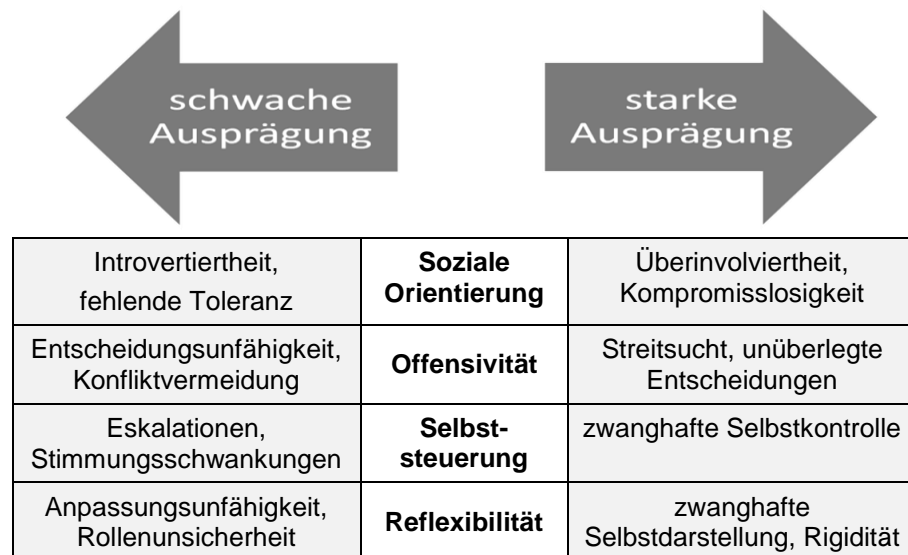 schwache
Ausprägung
starke
Ausprägung
Introvertiertheit,
fehlende Toleranz
Soziale
Orientierung
Überinvolviertheit,
Kompromisslosigkeit
Entscheidungsunfähigkeit,
Konfliktvermeidung
Offensivität
Streitsucht, unüberlegte
Entscheidungen
Eskalationen,
Stimmungsschwankungen
Selbst-
steuerung
zwanghafte Selbstkontrolle
Anpassungsunfähigkeit,
Rollenunsicherheit
Reflexibilität
zwanghafte
Selbstdarstellung, Rigidität